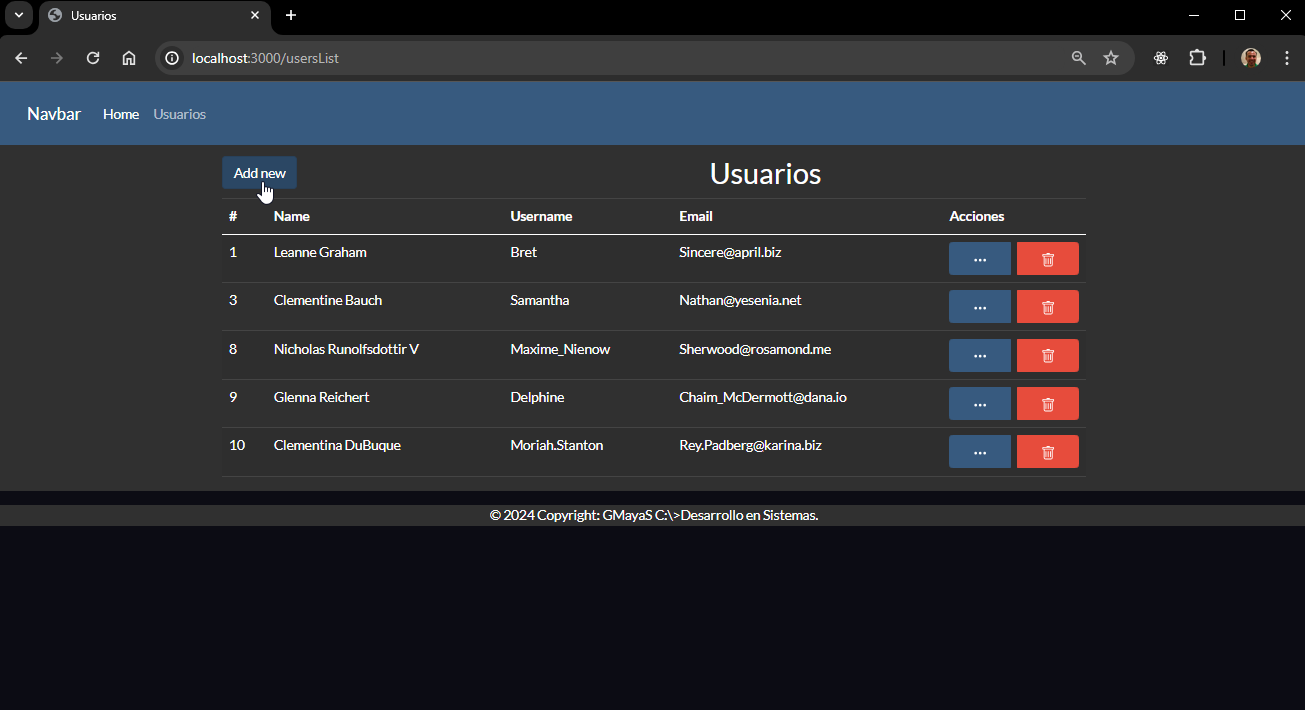 Usuarios
localhost:3000/usersList
Navbar Home Usuarios
Add new Usuarios
# Name Username Email Acciones
1 Leanne Graham Bret Sincere@april.biz
3 Clementine Bauch Samantha Nathan@yesenia.net
8 Nicholas Runolfsdottir V Maxime_Nienow Sherwood@rosamond.me
9 Glenna Reichert Delphine Chaim_McDermott@dana.io
10 Clementina DuBuque Moriah.Stanton Rey.Padberg@karina.biz
© 2024 Copyright: GMayaS C:\>Desarrollo en Sistemas.